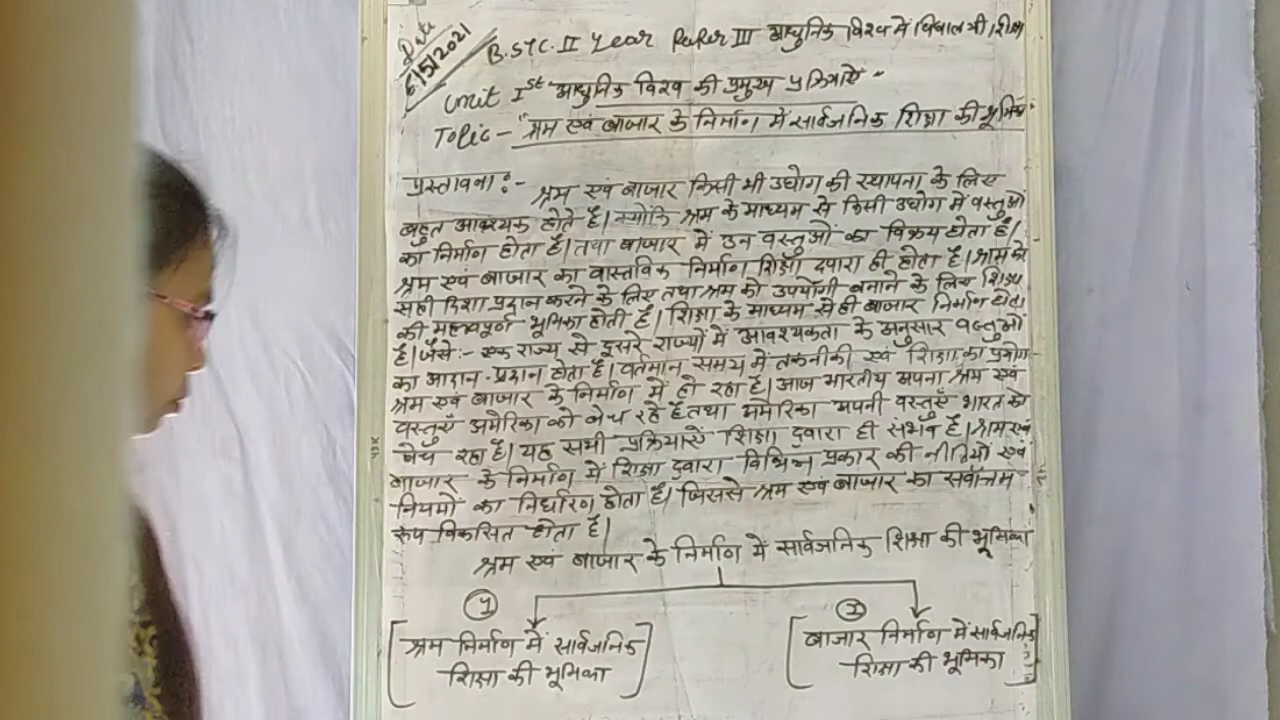 Date
6/5/2021
B.STC. II Year Paper III आधुनिक विश्व में विद्यालयी शिक्षा
Unit Ist "आधुनिक विश्व की प्रमुख प्रक्रियाऐं"
Topic - "श्रम एवं बाजार के निर्माण में सार्वजनिक शिक्षा की भूमिका
प्रस्तावना :- श्रम एवं बाजार किसी भी उद्योग की स्थापना के लिए
बहुत आवश्यक होते है। क्योंकि श्रम के माध्यम से किसी उद्योग में वस्तुओं
का निर्माण होता है। तथा बाजार में उन वस्तुओं का विक्रय होता है।
श्रम एवं बाजार का वास्तविक निर्माण शिक्षा द्वारा ही होता है। श्रम को
सही दिशा प्रदान करने के लिए तथा श्रम को उपयोगी बनाने के लिए शिक्षा
की महत्वपूर्ण भूमिका होती है। शिक्षा के माध्यम से ही बाजार निर्माण होता
है। जैसे :- एक राज्य से दूसरे राज्यों में आवश्यकता के अनुसार वस्तुओं
का आदान-प्रदान होता है। वर्तमान समय में तकनीकी एवं शिक्षा का प्रयोग
श्रम एवं बाजार के निर्माण में हो रहा है। आज भारतीय अपना श्रम एवं
वस्तुएँ अमेरिका को बेच रहे है तथा अमेरिका अपनी वस्तुएँ भारत को
बेच रहा है। यह सभी प्रक्रियाऐं शिक्षा द्वारा ही संभव है। श्रम एवं
बाजार के निर्माण में शिक्षा द्वारा विभिन्न प्रकार की नीतियों एवं
नियमों का निर्धारण होता है। जिससे श्रम एवं बाजार का सर्वोत्तम
रूप विकसित होता है।
श्रम एवं बाजार के निर्माण में सार्वजनिक शिक्षा की भूमिका
1 2
श्रम निर्माण में सार्वजनिक बाजार निर्माण में सार्वजनिक
शिक्षा की भूमिका शिक्षा की भूमिका